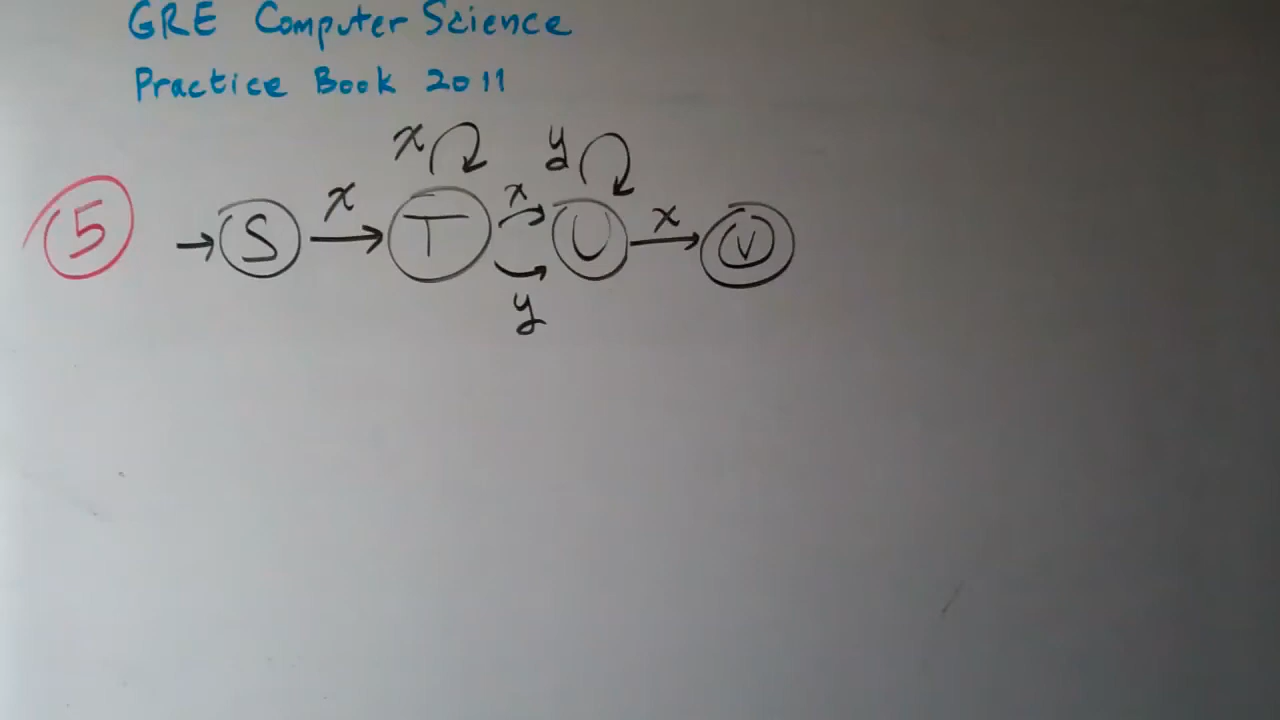 GRE Computer Science
Practice Book 2011
x y
5 S x T x U x V
y